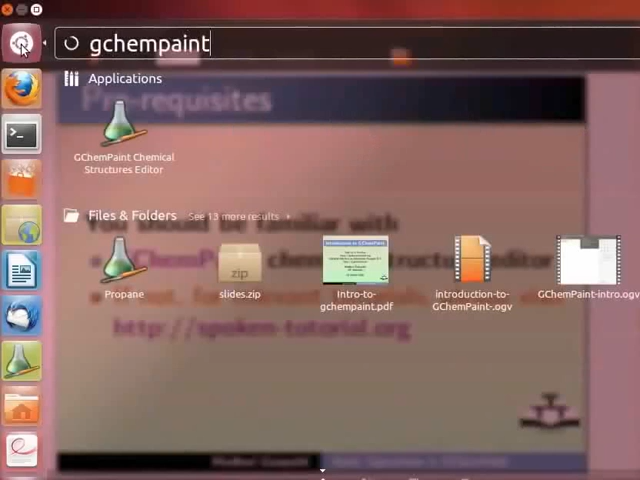 gchempaint
Applications
Pre-requisites
GChemPaint Chemical
Structures Editor
Files & Folders
See 13 more results
You should be familiar with
Propane
slides.zip
Intro-to-
gchempaint.pdf
introduction-to-
GChemPaint-.ogv
GChemPaint-intro.ogv
http://spoken-tutorial.org